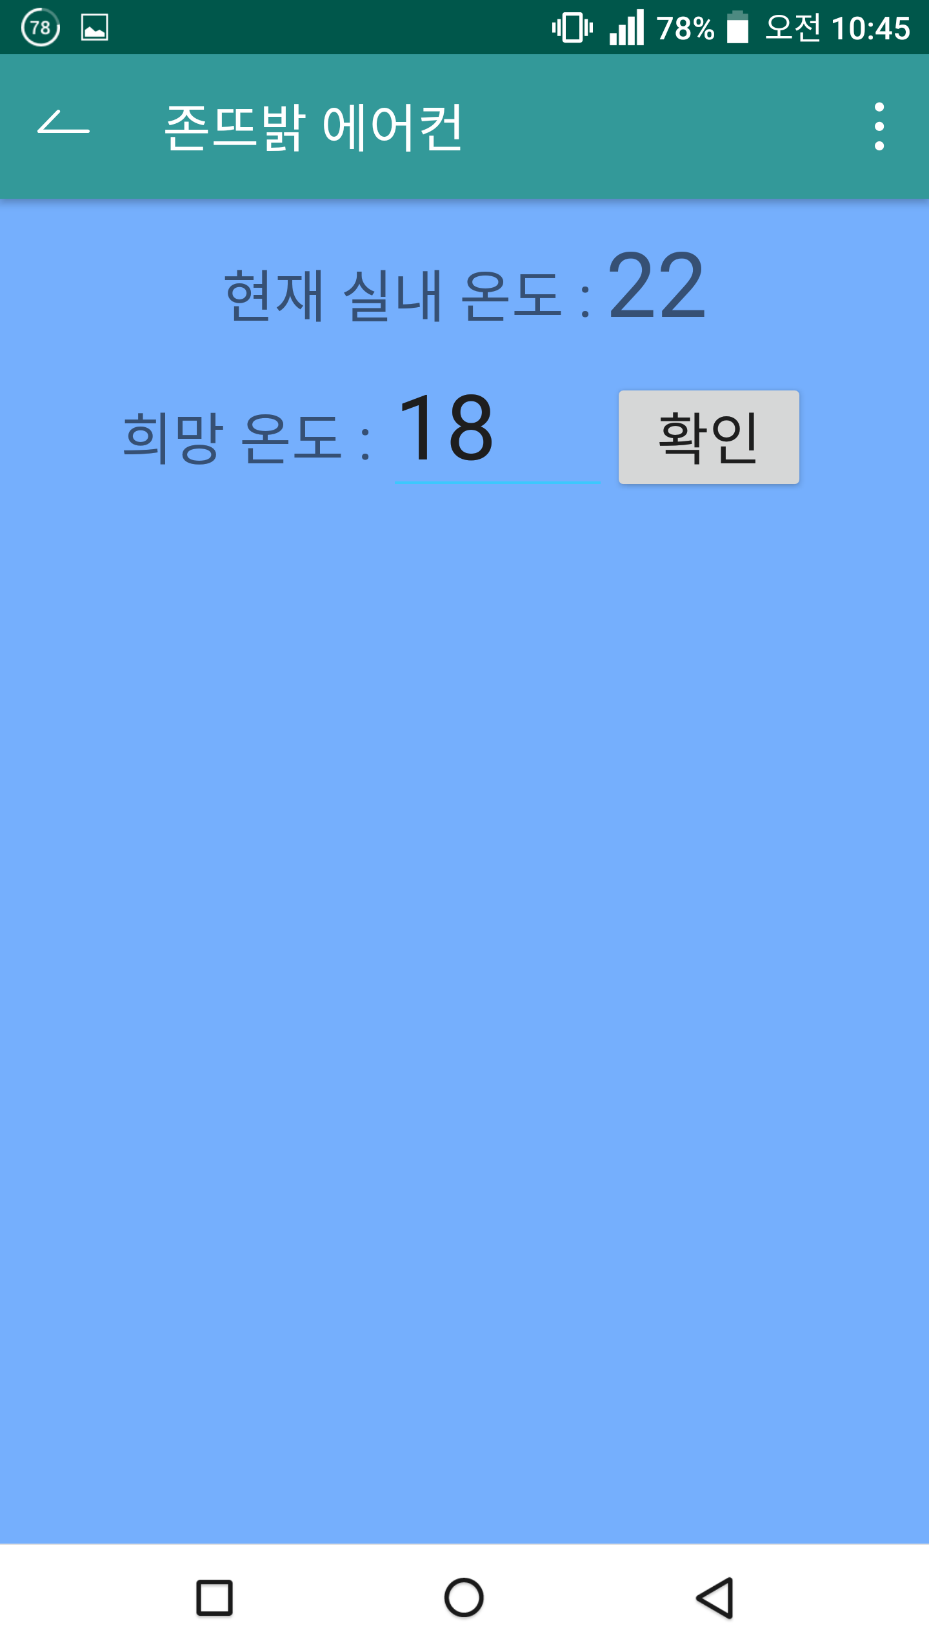 78 78% 오전 10:45
존뜨밝 에어컨
현재 실내 온도 : 22
희망 온도 : 18 확인